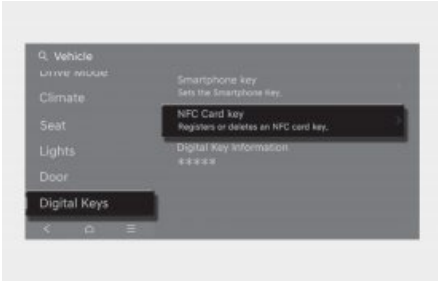 Vehicle
Drive Mode
Climate
Seat
Lights
Door
Digital Keys
Smartphone key
Sets the Smartphone Key.
NFC Card key
Registers or deletes an NFC card key.
Digital Key Information
*****